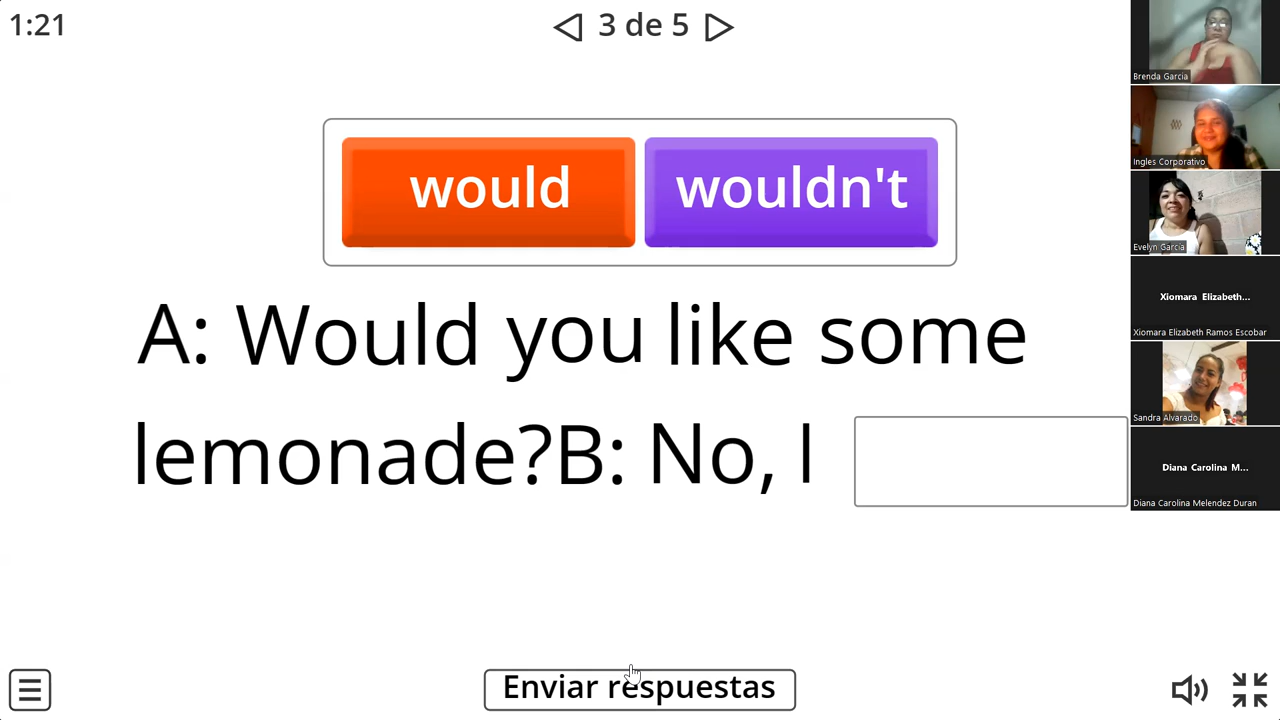 1:21
3 de 5
would
wouldn't
A: Would you like some
lemonade?B: No, I
Enviar respuestas
Brenda Garcia
Ingles Corporativo
Evelyn Garcia
Xiomara Elizabeth...
Xiomara Elizabeth Ramos Escobar
Sandra Alvarado
Diana Carolina M...
Diana Carolina Melendez Duran